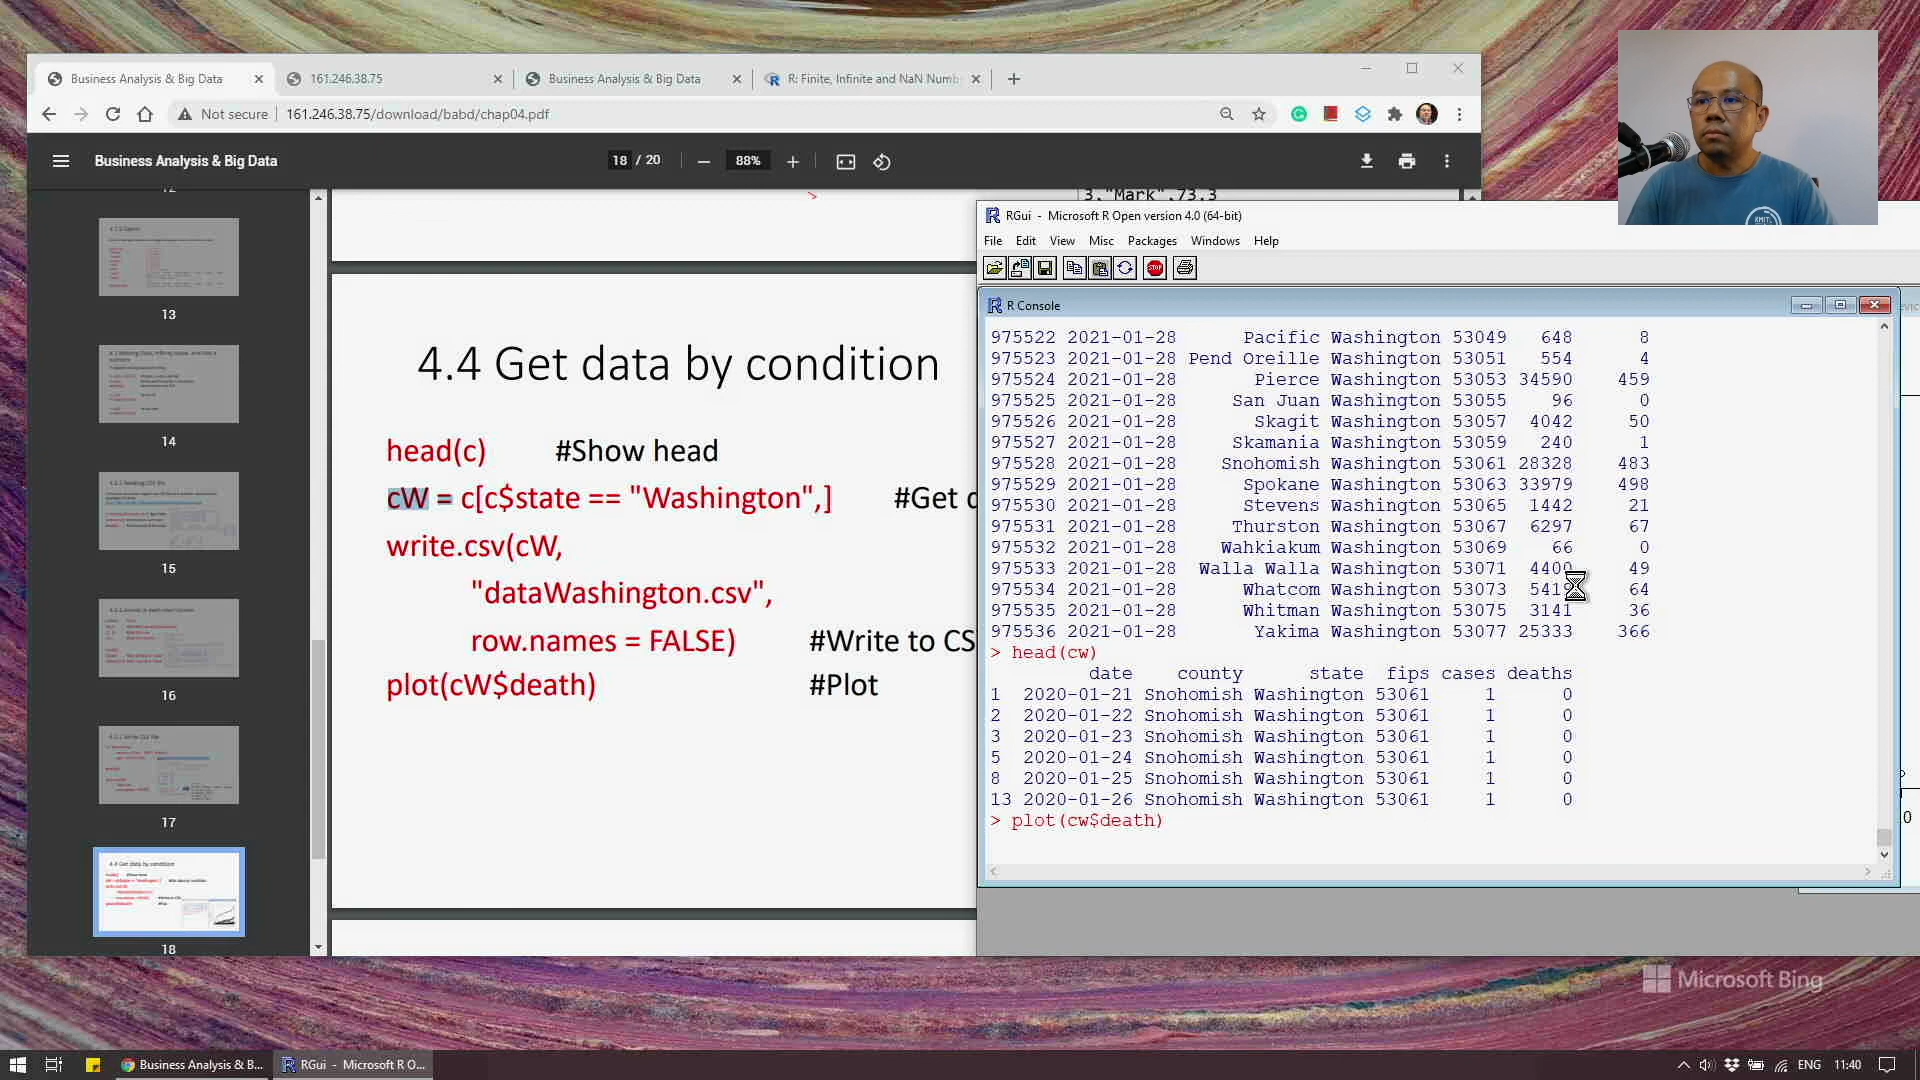 Business Analysis & Big Data
161.246.38.75
Business Analysis & Big Data
R: Finite, Infinite and NaN Numb
Not secure
161.246.38.75/download/babd/chap04.pdf
Business Analysis & Big Data
18 / 20
88%
13
14
15
16
17
18
3,"Mark",73.3
>
4.4 Get data by condition
head(c) #Show head
cW = c[c$state == "Washington",] #Get
write.csv(cW,
"dataWashington.csv",
row.names = FALSE) #Write to CS
plot(cW$death) #Plot
RGui - Microsoft R Open version 4.0 (64-bit)
File Edit View Misc Packages Windows Help
STOP
R Console
975522 2021-01-28 Pacific Washington 53049 648 8
975523 2021-01-28 Pend Oreille Washington 53051 554 4
975524 2021-01-28 Pierce Washington 53053 34590 459
975525 2021-01-28 San Juan Washington 53055 96 0
975526 2021-01-28 Skagit Washington 53057 4042 50
975527 2021-01-28 Skamania Washington 53059 240 1
975528 2021-01-28 Snohomish Washington 53061 28328 483
975529 2021-01-28 Spokane Washington 53063 33979 498
975530 2021-01-28 Stevens Washington 53065 1442 21
975531 2021-01-28 Thurston Washington 53067 6297 67
975532 2021-01-28 Wahkiakum Washington 53069 66 0
975533 2021-01-28 Walla Walla Washington 53071 4400 49
975534 2021-01-28 Whatcom Washington 53073 5419 64
975535 2021-01-28 Whitman Washington 53075 3141 36
975536 2021-01-28 Yakima Washington 53077 25333 366
> head(cw)
date county state fips cases deaths
1 2020-01-21 Snohomish Washington 53061 1 0
2 2020-01-22 Snohomish Washington 53061 1 0
3 2020-01-23 Snohomish Washington 53061 1 0
5 2020-01-24 Snohomish Washington 53061 1 0
8 2020-01-25 Snohomish Washington 53061 1 0
13 2020-01-26 Snohomish Washington 53061 1 0
> plot(cw$death)
Microsoft Bing
Business Analysis & B...
RGui - Microsoft R O...
ENG
11:40